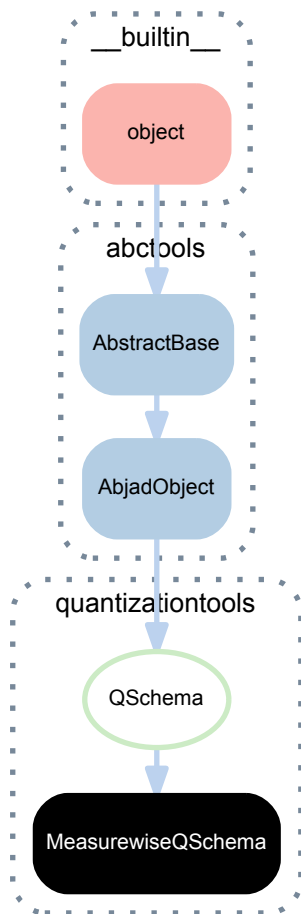 __builtin__
object
abctools
AbstractBase
AbjadObject
quantizationtools
QSchema
MeasurewiseQSchema